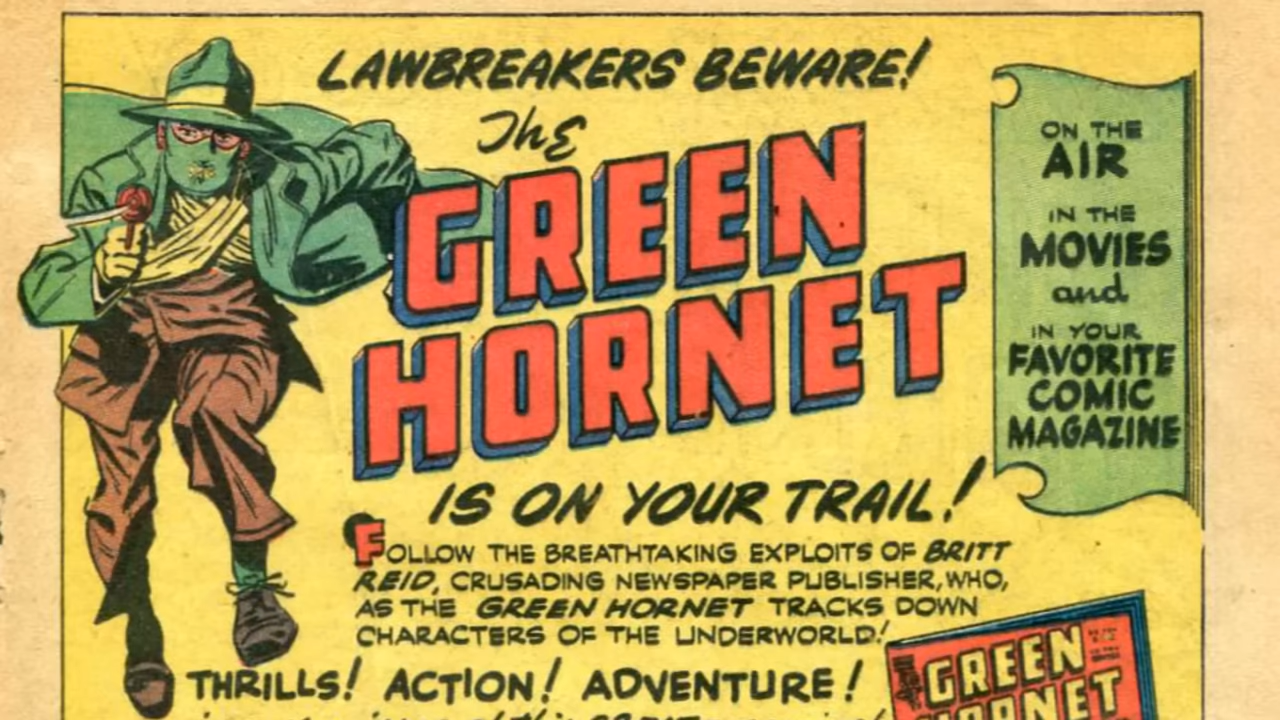 LAWBREAKERS BEWARE!
The
GREEN
HORNET
IS ON YOUR TRAIL!
ON THE
AIR
IN THE
MOVIES
and
IN YOUR
FAVORITE
COMIC
MAGAZINE
FOLLOW THE BREATHTAKING EXPLOITS OF BRITT
REID, CRUSADING NEWSPAPER PUBLISHER, WHO,
AS THE GREEN HORNET TRACKS DOWN
CHARACTERS OF THE UNDERWORLD!
THRILLS! ACTION! ADVENTURE!
GREEN
HORNET